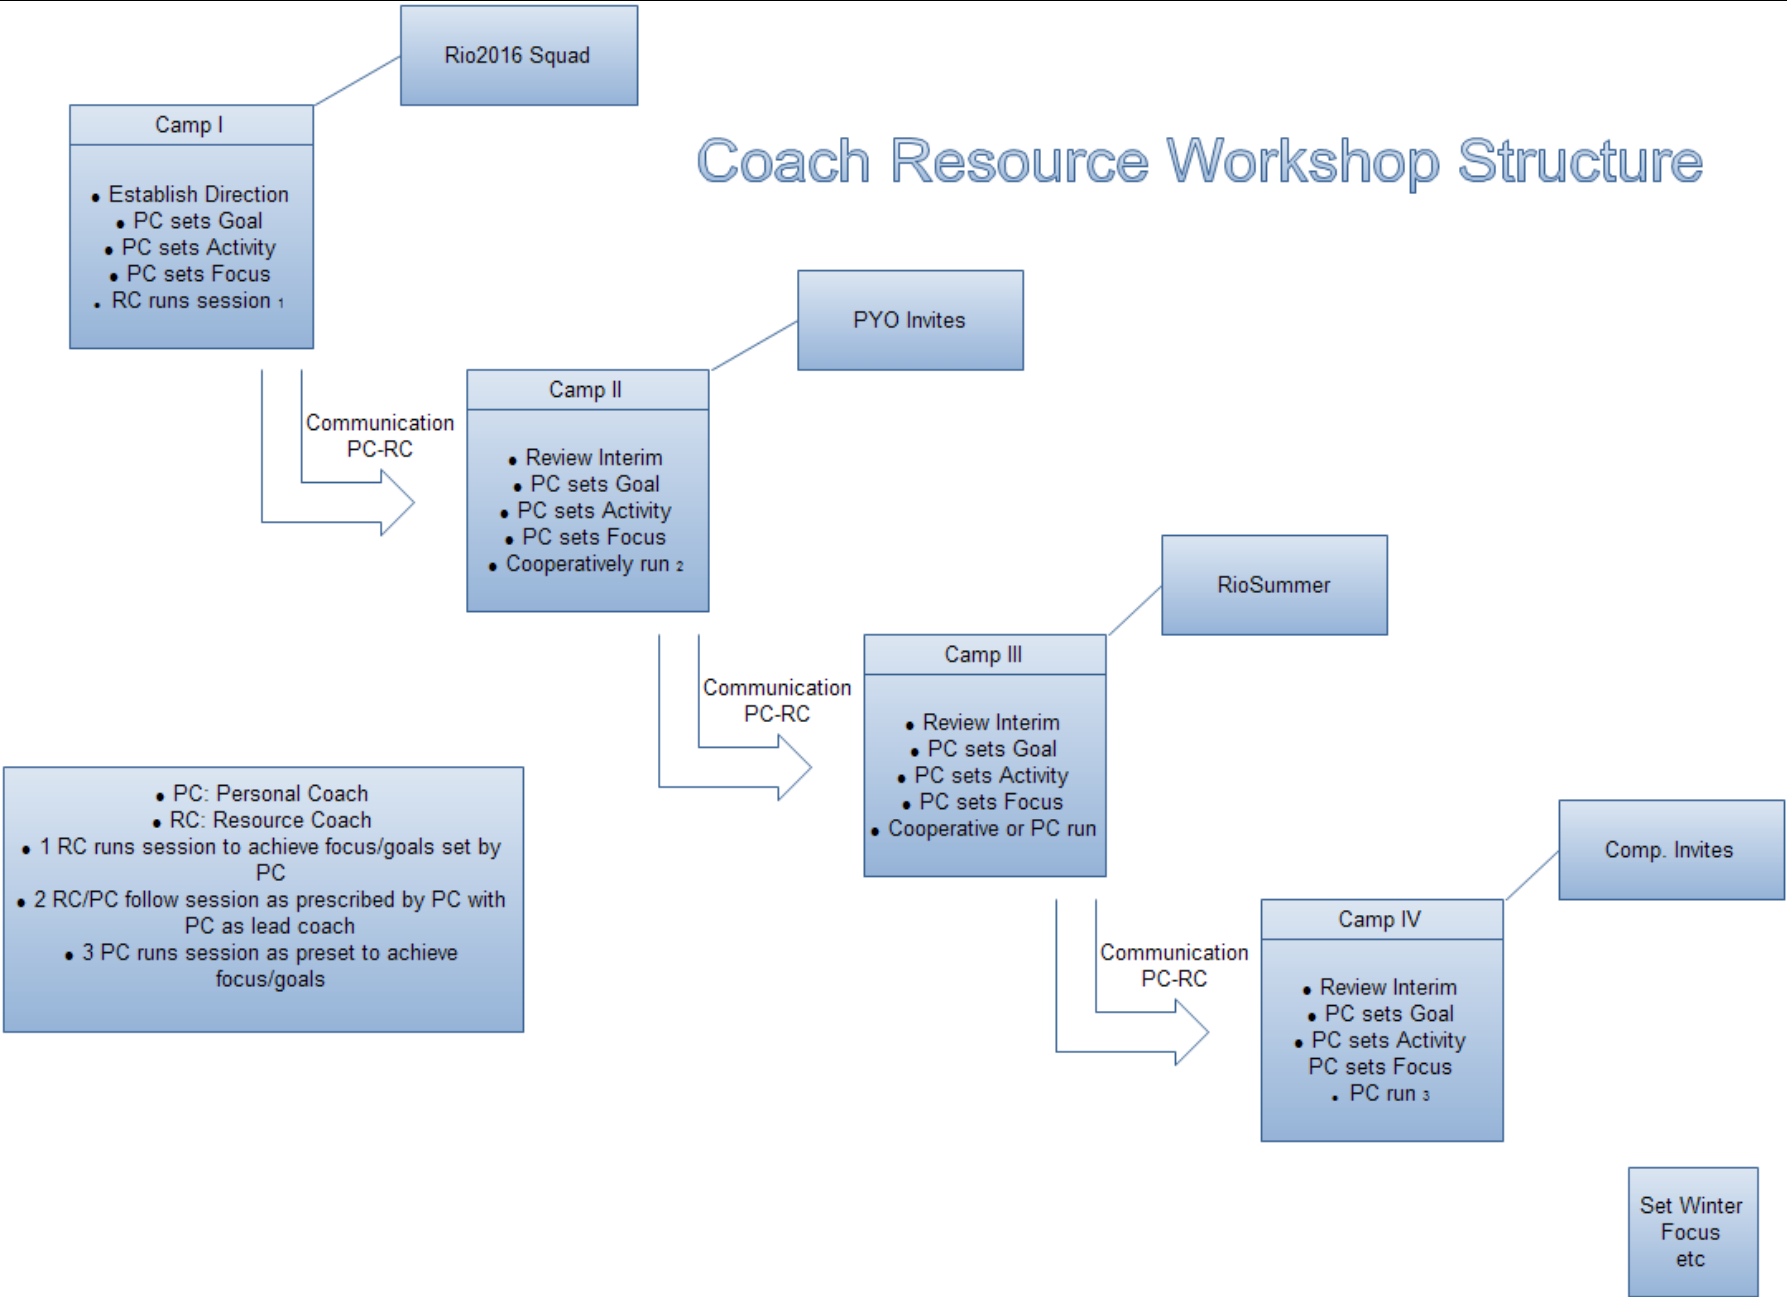 Rio2016 Squad
Camp I
• Establish Direction
• PC sets Goal
• PC sets Activity
• PC sets Focus
• RC runs session 1
Coach Resource Workshop Structure
Communication
PC-RC
PYO Invites
Camp II
• Review Interim
• PC sets Goal
• PC sets Activity
• PC sets Focus
• Cooperatively run 2
Communication
PC-RC
RioSummer
Camp III
• Review Interim
• PC sets Goal
• PC sets Activity
• PC sets Focus
• Cooperative or PC run
• PC: Personal Coach
• RC: Resource Coach
• 1 RC runs session to achieve focus/goals set by
PC
• 2 RC/PC follow session as prescribed by PC with
PC as lead coach
• 3 PC runs session as preset to achieve
focus/goals
Communication
PC-RC
Comp. Invites
Camp IV
• Review Interim
• PC sets Goal
• PC sets Activity
PC sets Focus
• PC run 3
Set Winter
Focus
etc